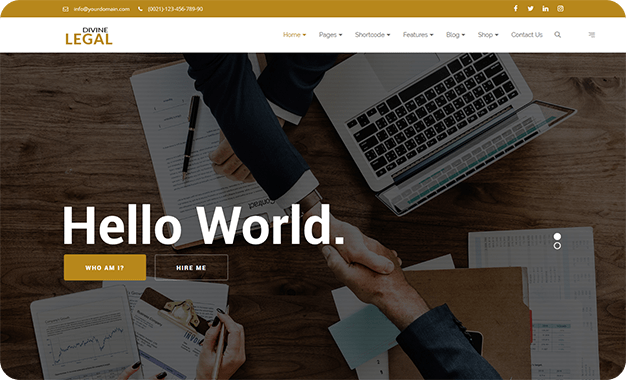 info@yourdomain.com (0021)-123-456-789-90
DIVINE
LEGAL
Home Pages Shortcode Features Blog Shop Contact Us
Contract
Hello World.
WHO AM I? HIRE ME